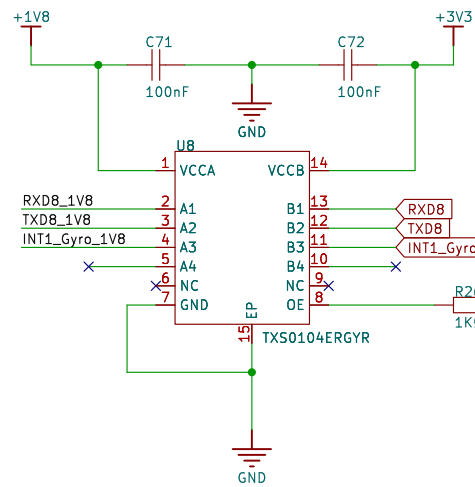 +1V8
+3V3
C71
C72
100nF
100nF
GND
U8
1 VCCA
VCCB 14
RXD8_1V8 2 A1
B1 13 RXD8
TXD8_1V8 3 A2
B2 12 TXD8
INT1_Gyro_1V8 4 A3
B3 11 INT1_Gyro
5 A4
B4 10
6 NC
NC 9
7 GND
OE 8
EP
15
TXS0104ERGYR
GND